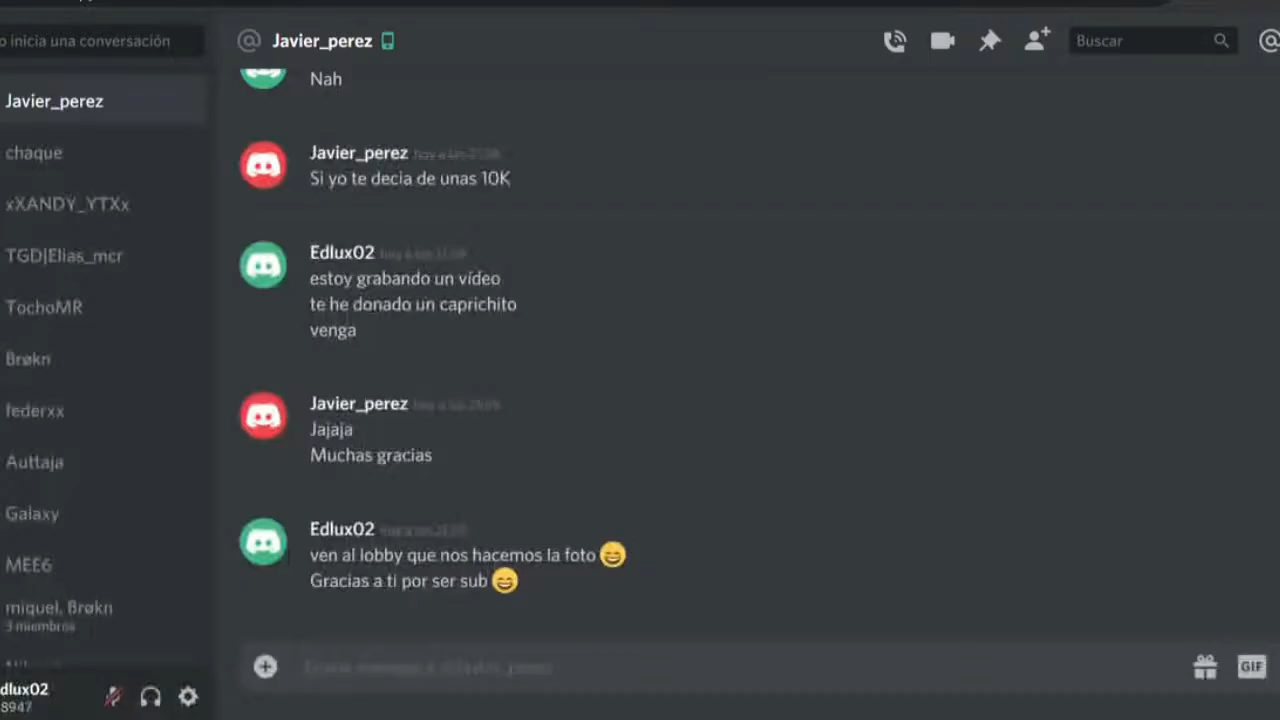 o inicia una conversación
Javier_perez
Buscar
Javier_perez
chaque
xXANDY_YTXx
TGD|Elias_mcr
TochoMR
Brøkn
federxx
Auttaja
Galaxy
MEE6
miquel, Brøkn
3 miembros
dlux02
8947
Nah
Javier_perez
Si yo te decia de unas 10K
Edlux02
estoy grabando un vídeo
te he donado un caprichito
venga
Javier_perez
Jajaja
Muchas gracias
Edlux02
ven al lobby que nos hacemos la foto 😄
Gracias a ti por ser sub 😄
GIF